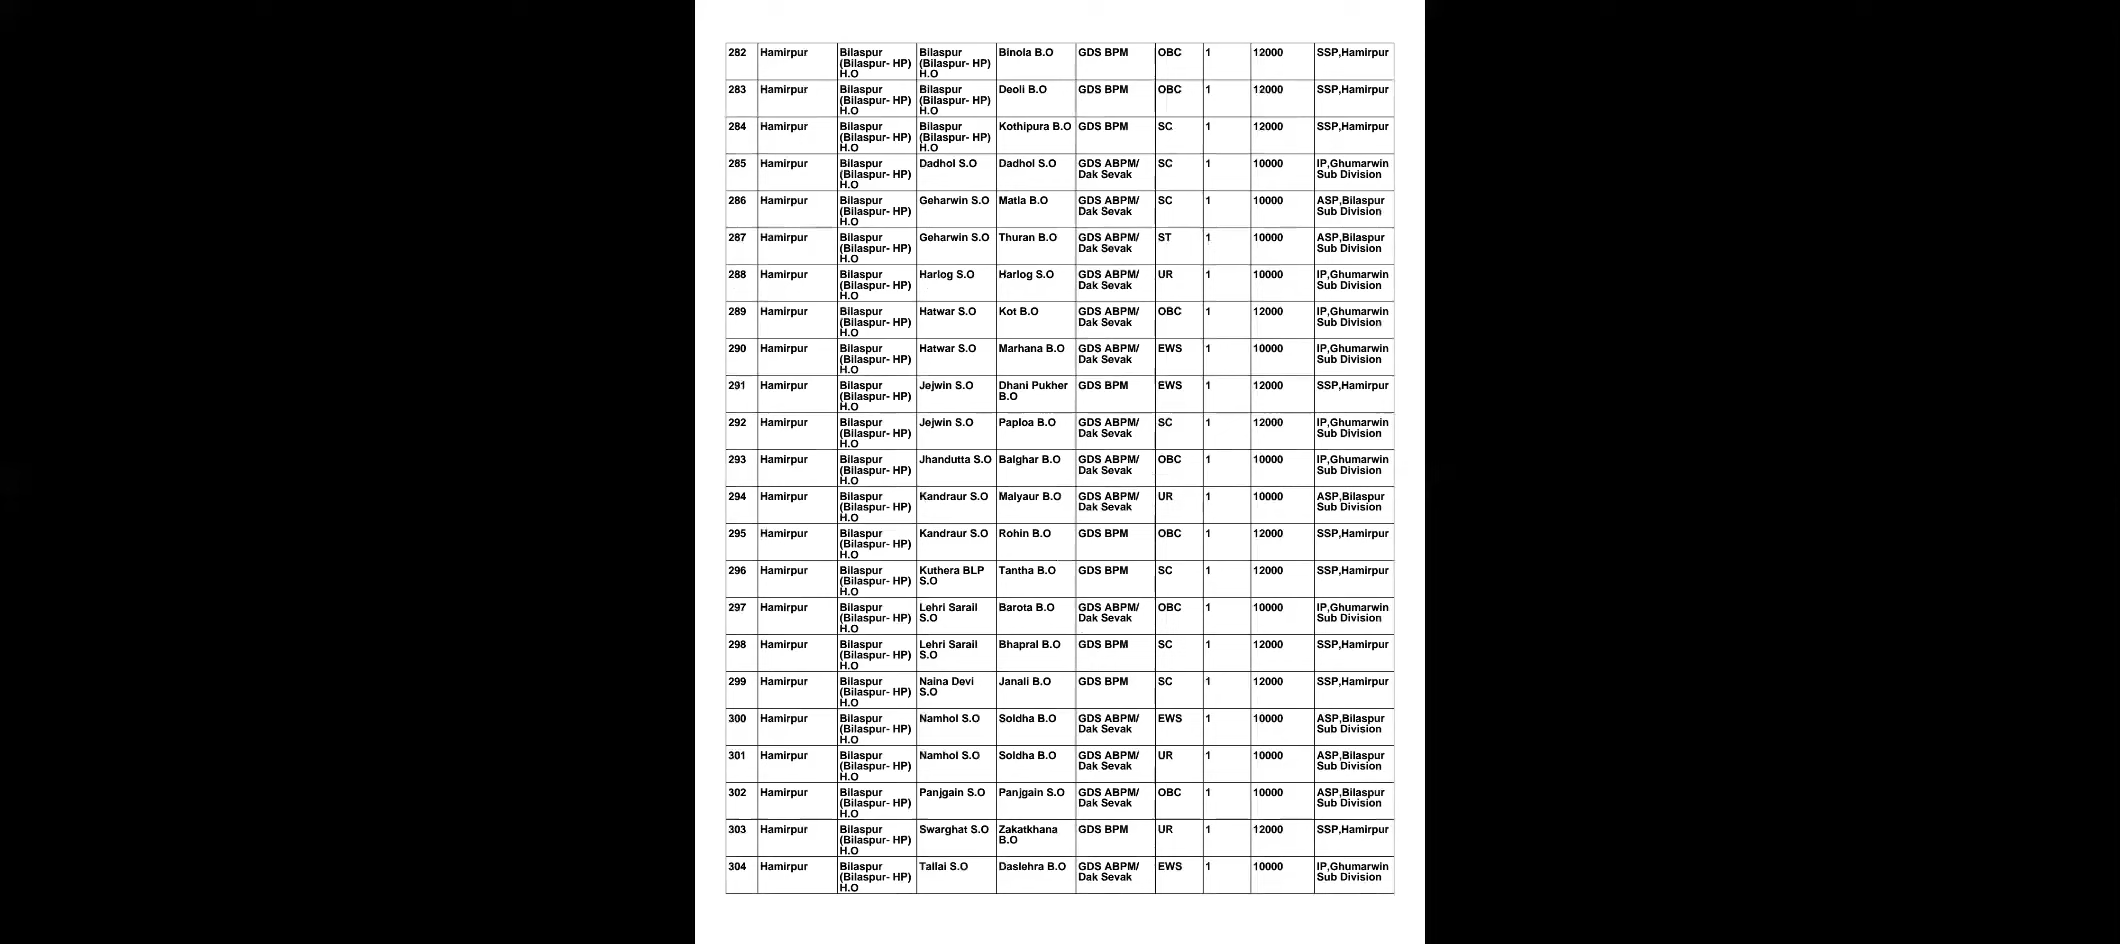 282 Hamirpur Bilaspur (Bilaspur- HP) H.O Bilaspur (Bilaspur- HP) H.O Binola B.O GDS BPM OBC 1 12000 SSP,Hamirpur
283 Hamirpur Bilaspur (Bilaspur- HP) H.O Bilaspur (Bilaspur- HP) H.O Deoli B.O GDS BPM OBC 1 12000 SSP,Hamirpur
284 Hamirpur Bilaspur (Bilaspur- HP) H.O Bilaspur (Bilaspur- HP) H.O Kothipura B.O GDS BPM SC 1 12000 SSP,Hamirpur
285 Hamirpur Bilaspur (Bilaspur- HP) H.O Dadhol S.O Dadhol S.O GDS ABPM/ Dak Sevak SC 1 10000 IP,Ghumarwin Sub Division
286 Hamirpur Bilaspur (Bilaspur- HP) H.O Geharwin S.O Matla B.O GDS ABPM/ Dak Sevak SC 1 10000 ASP,Bilaspur Sub Division
287 Hamirpur Bilaspur (Bilaspur- HP) H.O Geharwin S.O Thuran B.O GDS ABPM/ Dak Sevak ST 1 10000 ASP,Bilaspur Sub Division
288 Hamirpur Bilaspur (Bilaspur- HP) H.O Harlog S.O Harlog S.O GDS ABPM/ Dak Sevak UR 1 10000 IP,Ghumarwin Sub Division
289 Hamirpur Bilaspur (Bilaspur- HP) H.O Hatwar S.O Kot B.O GDS ABPM/ Dak Sevak OBC 1 12000 IP,Ghumarwin Sub Division
290 Hamirpur Bilaspur (Bilaspur- HP) H.O Hatwar S.O Marhana B.O GDS ABPM/ Dak Sevak EWS 1 10000 IP,Ghumarwin Sub Division
291 Hamirpur Bilaspur (Bilaspur- HP) H.O Jejwin S.O Dhani Pukher B.O GDS BPM EWS 1 12000 SSP,Hamirpur
292 Hamirpur Bilaspur (Bilaspur- HP) H.O Jejwin S.O Paploa B.O GDS ABPM/ Dak Sevak SC 1 12000 IP,Ghumarwin Sub Division
293 Hamirpur Bilaspur (Bilaspur- HP) H.O Jhandutta S.O Balghar B.O GDS ABPM/ Dak Sevak OBC 1 10000 IP,Ghumarwin Sub Division
294 Hamirpur Bilaspur (Bilaspur- HP) H.O Kandraur S.O Malyaur B.O GDS ABPM/ Dak Sevak UR 1 10000 ASP,Bilaspur Sub Division
295 Hamirpur Bilaspur (Bilaspur- HP) H.O Kandraur S.O Rohin B.O GDS BPM OBC 1 12000 SSP,Hamirpur
296 Hamirpur Bilaspur (Bilaspur- HP) H.O Kuthera BLP S.O Tantha B.O GDS BPM SC 1 12000 SSP,Hamirpur
297 Hamirpur Bilaspur (Bilaspur- HP) H.O Lehri Sarail S.O Barota B.O GDS ABPM/ Dak Sevak OBC 1 10000 IP,Ghumarwin Sub Division
298 Hamirpur Bilaspur (Bilaspur- HP) H.O Lehri Sarail S.O Bhapral B.O GDS BPM SC 1 12000 SSP,Hamirpur
299 Hamirpur Bilaspur (Bilaspur- HP) H.O Naina Devi S.O Janali B.O GDS BPM SC 1 12000 SSP,Hamirpur
300 Hamirpur Bilaspur (Bilaspur- HP) H.O Namhol S.O Soldha B.O GDS ABPM/ Dak Sevak EWS 1 10000 ASP,Bilaspur Sub Division
301 Hamirpur Bilaspur (Bilaspur- HP) H.O Namhol S.O Soldha B.O GDS ABPM/ Dak Sevak UR 1 10000 ASP,Bilaspur Sub Division
302 Hamirpur Bilaspur (Bilaspur- HP) H.O Panjgain S.O Panjgain S.O GDS ABPM/ Dak Sevak OBC 1 10000 ASP,Bilaspur Sub Division
303 Hamirpur Bilaspur (Bilaspur- HP) H.O Swarghat S.O Zakatkhana B.O GDS BPM UR 1 12000 SSP,Hamirpur
304 Hamirpur Bilaspur (Bilaspur- HP) H.O Tallai S.O Daslehra B.O GDS ABPM/ Dak Sevak EWS 1 10000 IP,Ghumarwin Sub Division